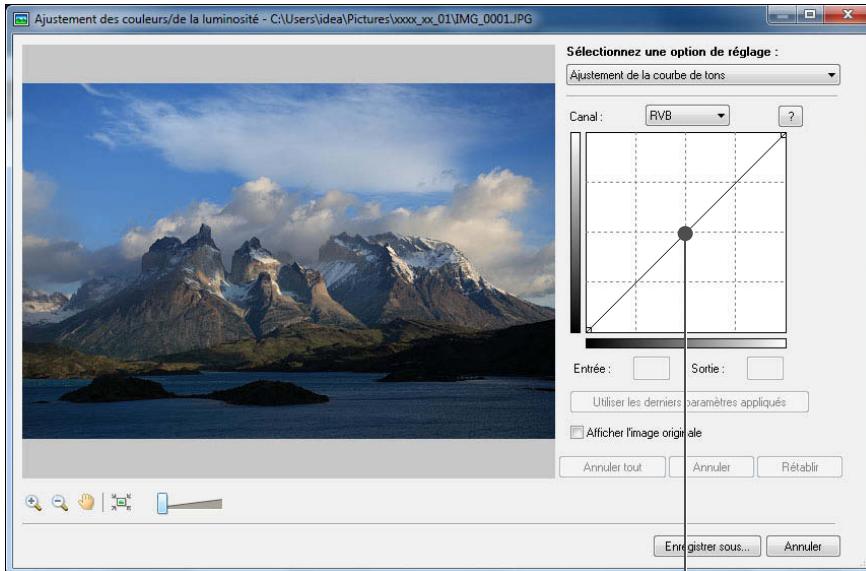 Ajustement des couleurs/de la luminosité - C:\Users\idea\Pictures\xxxx_xx_01\IMG_0001.JPG
Sélectionnez une option de réglage :
Ajustement de la courbe de tons
Canal :
RVB
?
Entrée :
Sortie :
Utiliser les derniers paramètres appliqués
Afficher l'image originale
Annuler tout
Annuler
Rétablir
Enregistrer sous...
Annuler